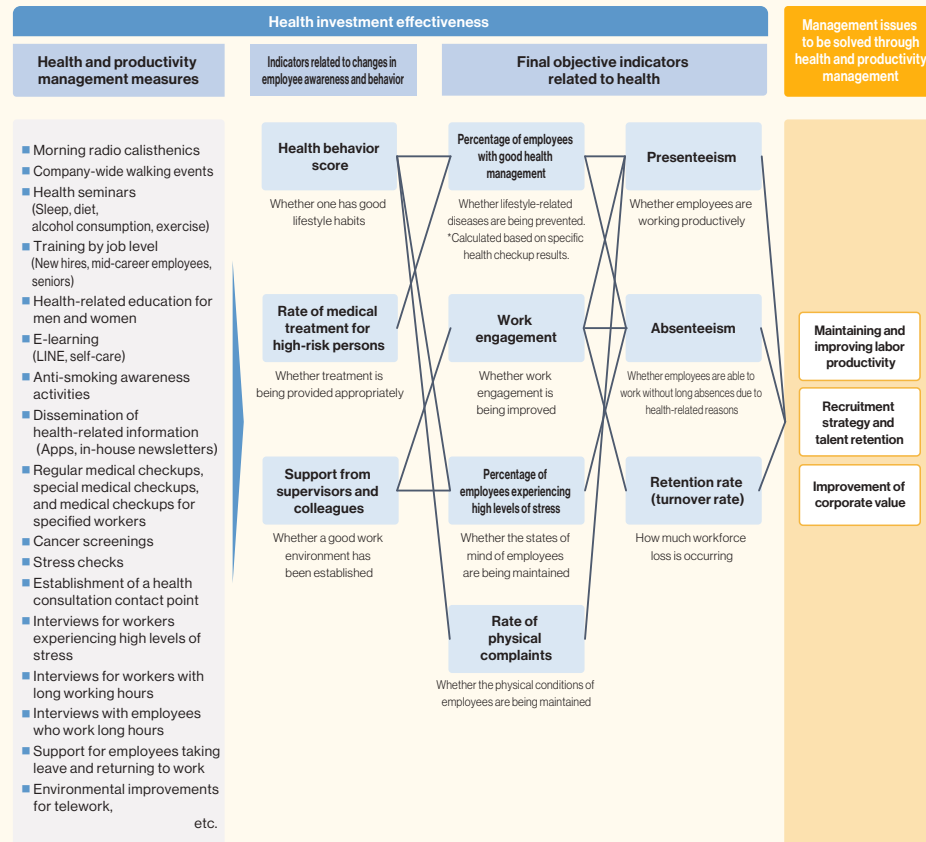 Health investment effectiveness
Management issues
to be solved through
health and productivity
management
Health and productivity
management measures
Indicators related to changes in
employee awareness and behavior
Final objective indicators
related to health
Morning radio calisthenics
Company-wide walking events
Health seminars
(Sleep, diet,
alcohol consumption, exercise)
Training by job level
(New hires, mid-career employees,
seniors)
Health-related education for
men and women
E-learning
(LINE, self-care)
Anti-smoking awareness
activities
Dissemination of
health-related information
(Apps, in-house newsletters)
Regular medical checkups,
special medical checkups,
and medical checkups for
specified workers
Cancer screenings
Stress checks
Establishment of a health
consultation contact point
Interviews for workers
experiencing high levels of
stress
Interviews for workers with
long working hours
Interviews with employees
who work long hours
Support for employees taking
leave and returning to work
Environmental improvements
for telework,
etc.
Health behavior
score
Whether one has good
lifestyle habits
Rate of medical
treatment for
high-risk persons
Whether treatment is
being provided appropriately
Support from
supervisors and
colleagues
Whether a good work
environment has
been established
Percentage of employees
with good health
management
Whether lifestyle-related
diseases are being prevented.
*Calculated based on specific
health checkup results.
Work
engagement
Whether work
engagement is
being improved
Percentage of
employees experiencing
high levels of stress
Whether the states of
mind of employees
are being maintained
Rate of
physical
complaints
Whether the physical conditions of
employees are being maintained
Presenteeism
Whether employees are
working productively
Absenteeism
Whether employees are able to
work without long absences due to
health-related reasons
Retention rate
(turnover rate)
How much workforce
loss is occurring
Maintaining and
improving labor
productivity
Recruitment
strategy and
talent retention
Improvement of
corporate value